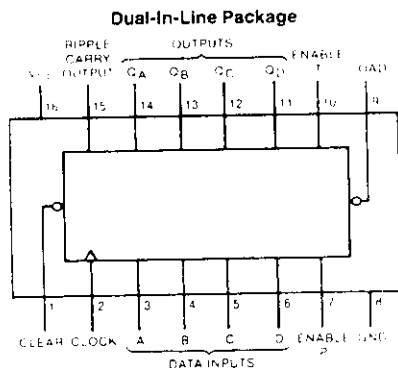 Dual-In-Line Package
RIPPLE
CARRY OUTPUTS ENABLE
OUTPUT QA QB QC QD T
16 15 14 13 12 11 10 9
1 2 3 4 5 6 7 8
CLEAR CLOCK A B C D ENABLE GND
P
DATA INPUTS